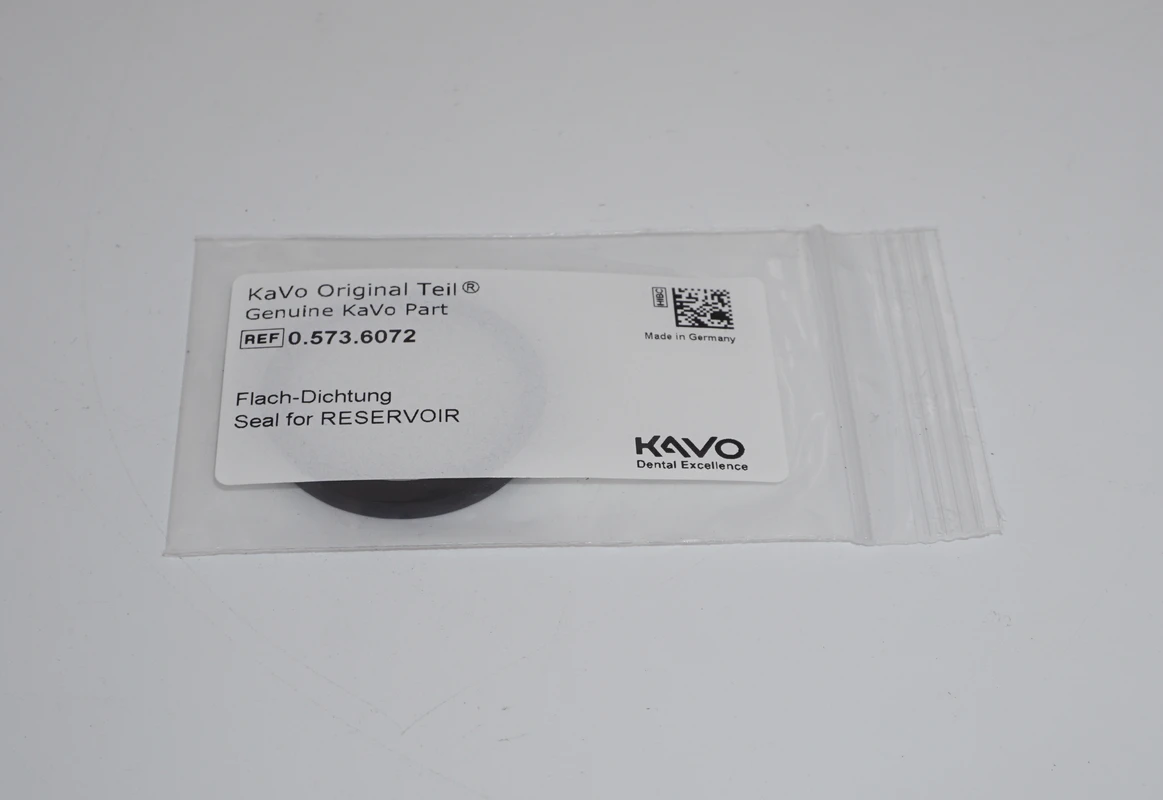 KaVo Original Teil®
Genuine KaVo Part
REF 0.573.6072
HIBC
Made in Germany
Flach-Dichtung
Seal for RESERVOIR
KAVO
Dental Excellence